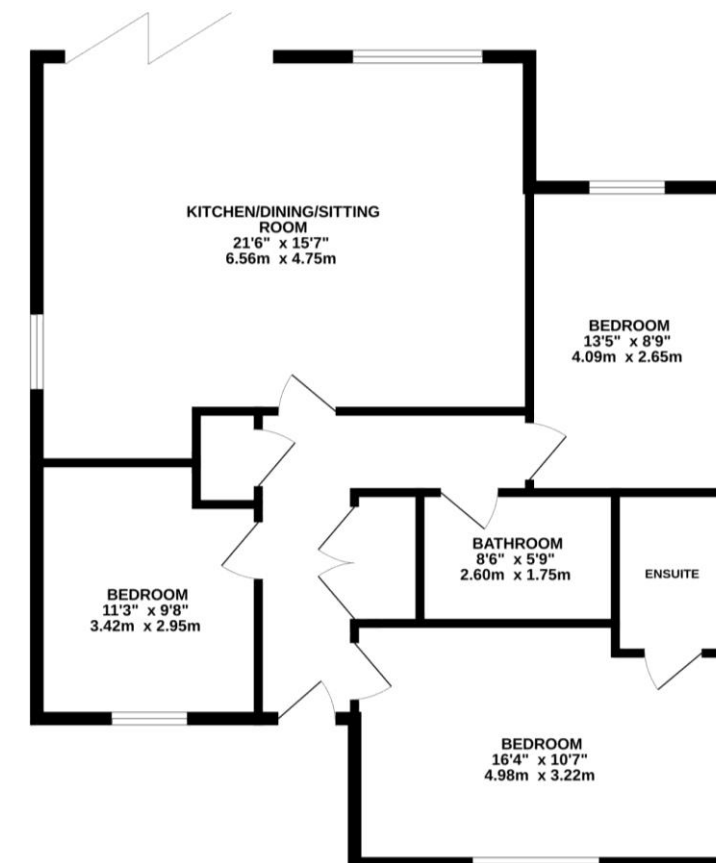 KITCHEN/DINING/SITTING
ROOM
21'6" x 15'7"
6.56m x 4.75m
BEDROOM
13'5" x 8'9"
4.09m x 2.65m
BATHROOM
8'6" x 5'9"
2.60m x 1.75m
ENSUITE
BEDROOM
11'3" x 9'8"
3.42m x 2.95m
BEDROOM
16'4" x 10'7"
4.98m x 3.22m